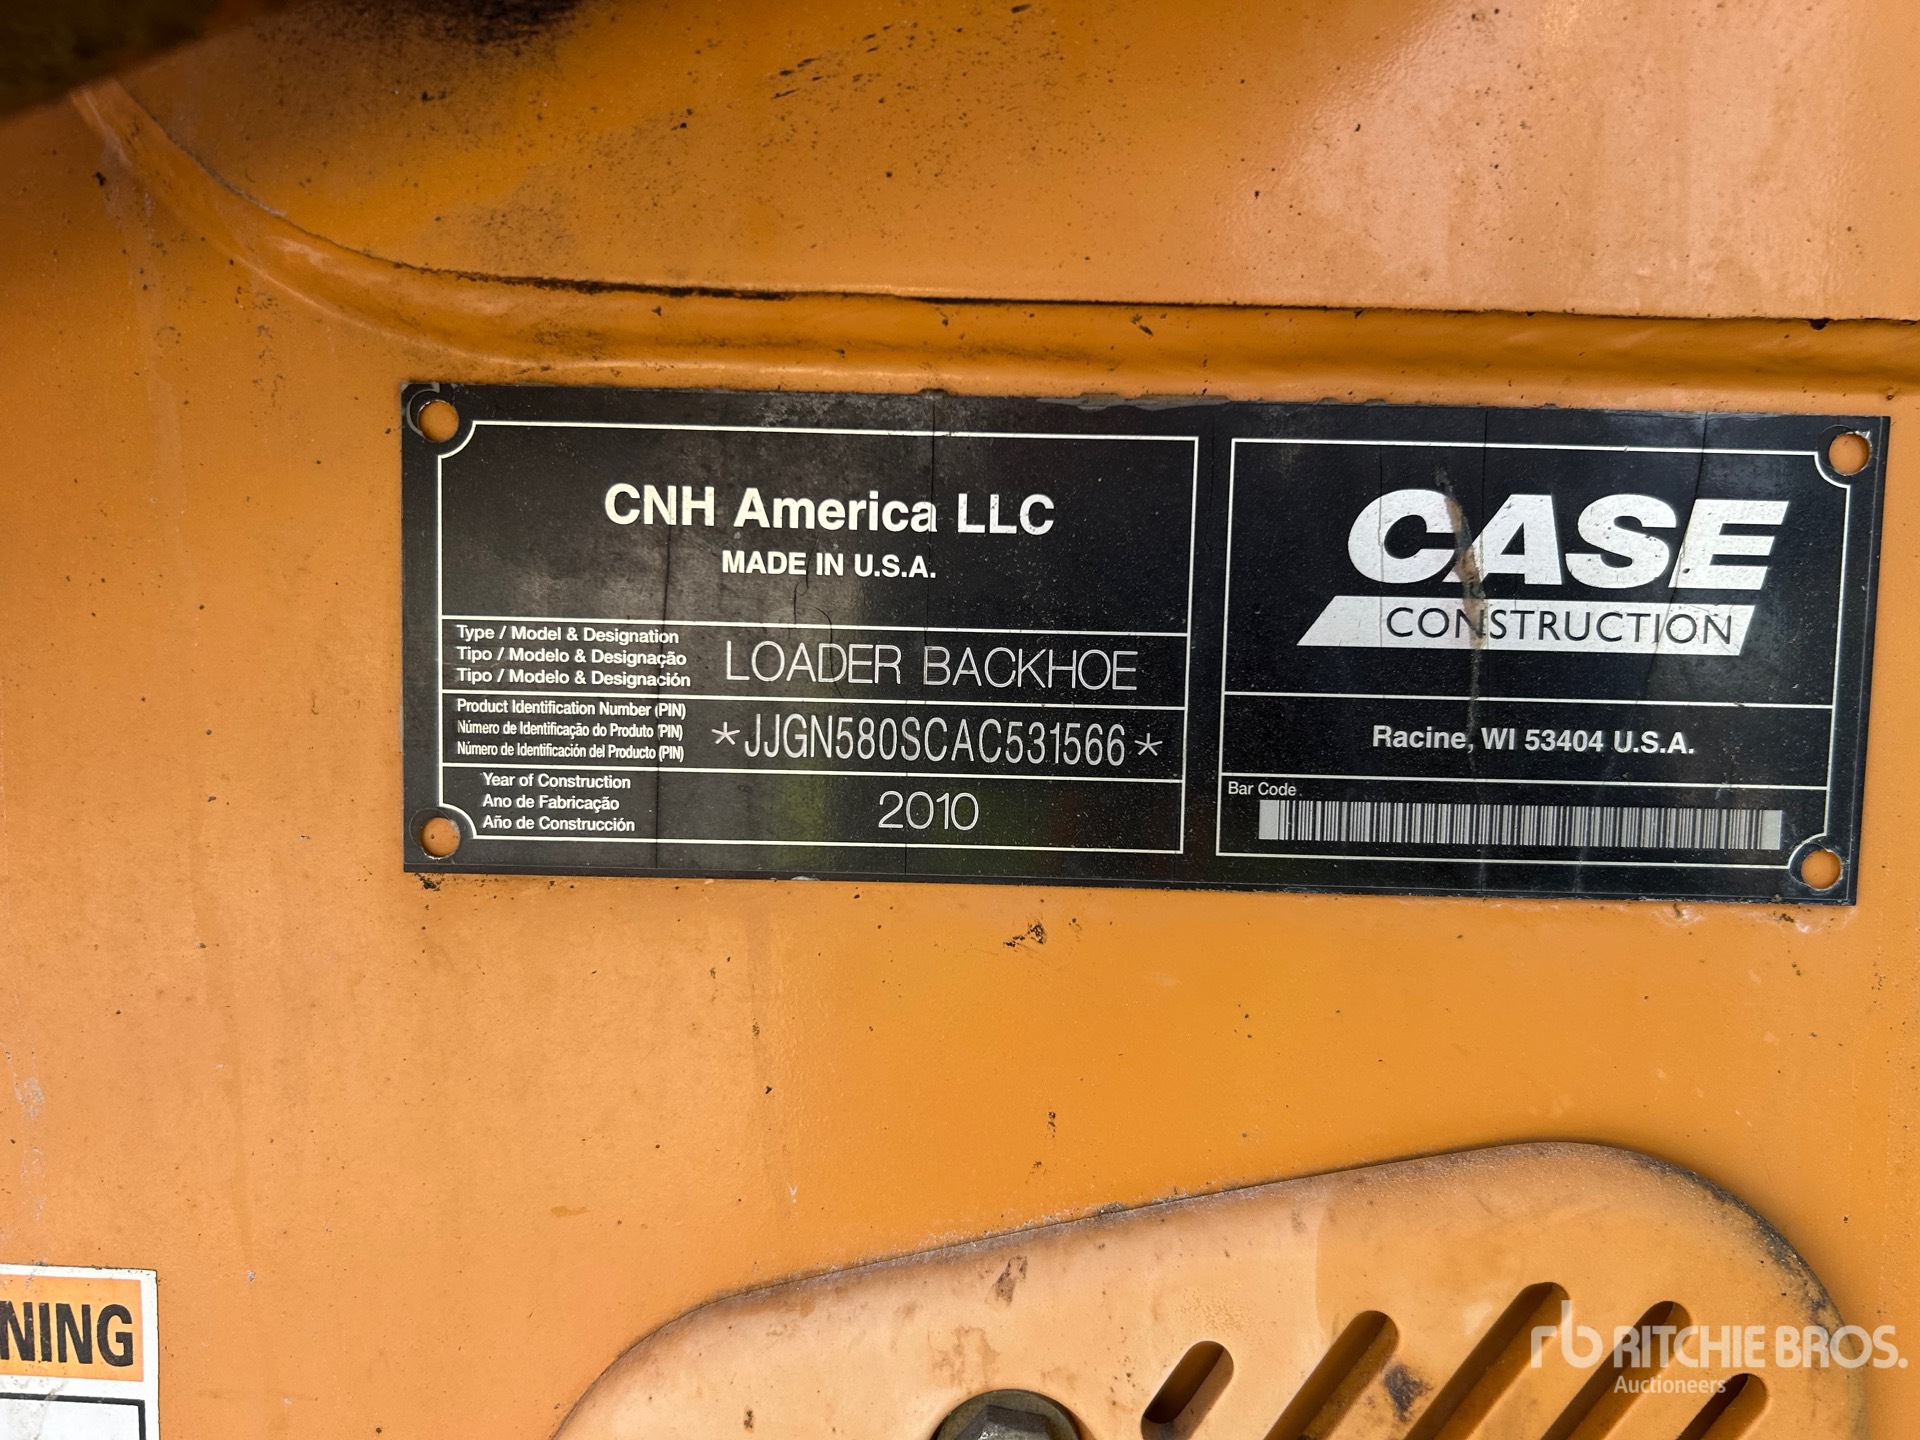 CNH America LLC
MADE IN U.S.A.
Type / Model & Designation
Tipo / Modelo & Designação
Tipo / Modelo & Designación
LOADER BACKHOE
Product Identification Number (PIN)
Número de Identificação do Produto (PIN)
Número de Identificación del Producto (PIN)
*JJGN580SCAC531566*
Year of Construction
Ano de Fabricação
Año de Construcción
2010
CASE
CONSTRUCTION
Racine, WI 53404 U.S.A.
Bar Code
NING
rb RITCHIE BROS.
Auctioneers